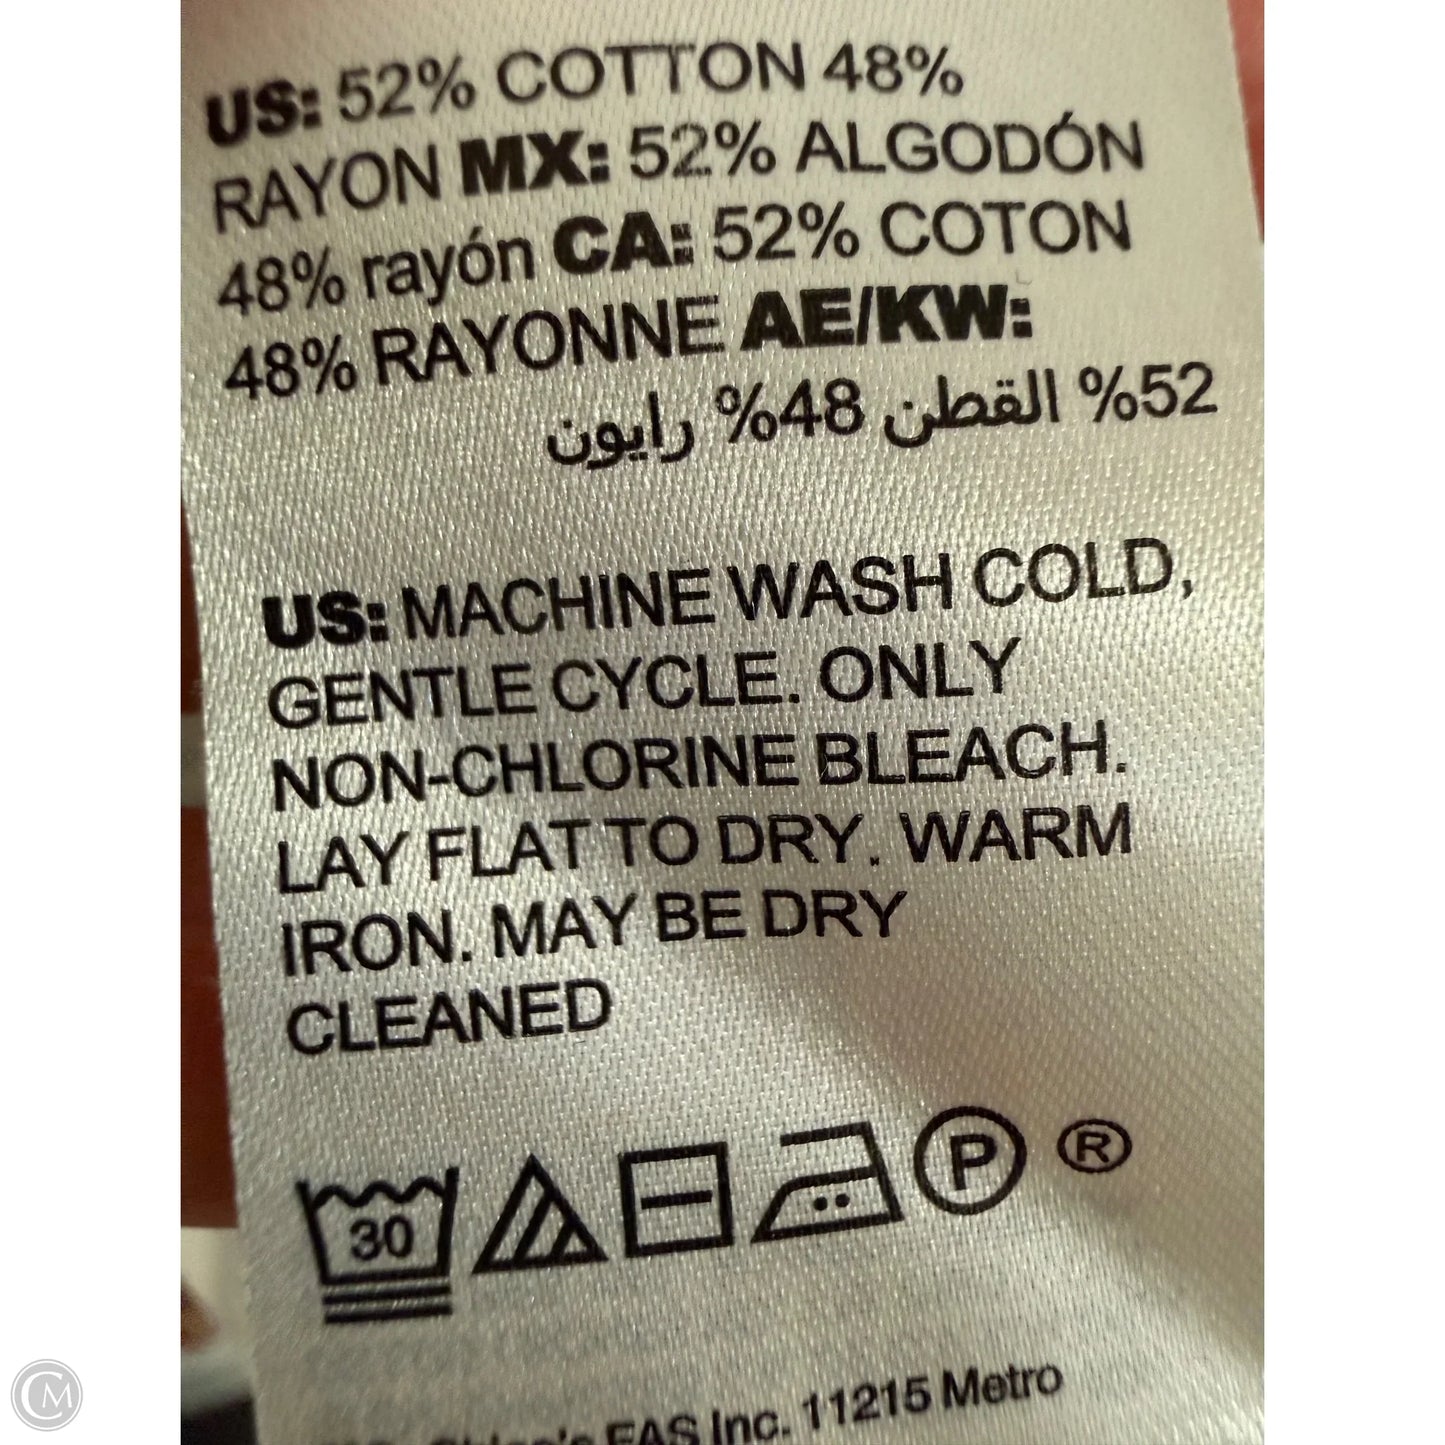 US: 52% COTTON 48%
RAYON MX: 52% ALGODÓN
48% rayón CA: 52% COTON
48% RAYONNE AE/KW:
52% القطن 48% رايون
US: MACHINE WASH COLD,
GENTLE CYCLE. ONLY
NON-CHLORINE BLEACH.
LAY FLAT TO DRY. WARM
IRON. MAY BE DRY
CLEANED
30
P
®
FAS Inc. 11215 Metro
CM